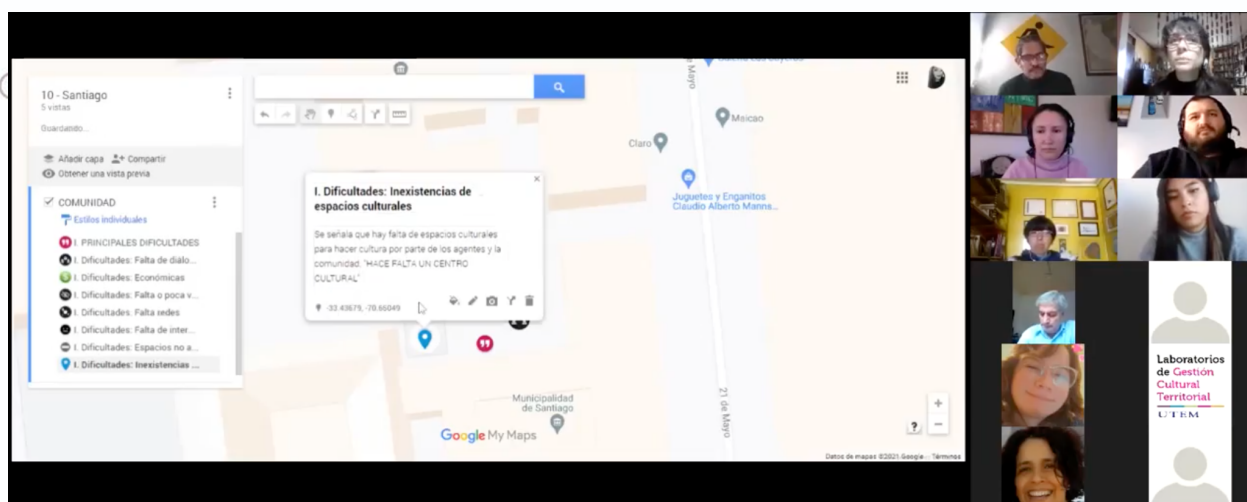 10 - Santiago
5 vistas
Guardando...
Añadir capa
Compartir
Obtener una vista previa
COMUNIDAD
Estilos individuales
I. PRINCIPALES DIFICULTADES
I. Dificultades: Falta de diálo...
I. Dificultades: Económicas
I. Dificultades: Falta o poca v...
I. Dificultades. Falta redes
I. Dificultades: Falta de inter...
I. Dificultades: Espacios no a...
I. Dificultades: Inexistencias ...
I. Dificultades: Inexistencias de
espacios culturales
Se señala que hay falta de espacios culturales
para hacer cultura por parte de los agentes y la
comunidad. "HACE FALTA UN CENTRO
CULTURAL"
-33.43679, -70.65049
de Mayo
Claro
Maicao
Juguetes y Enganitos
Claudio Alberto Manns...
Municipalidad
de Santiago
21 de Mayo
Google My Maps
Datos de mapas ©2021 Google
Términos
Laboratorios
de Gestión
Cultural
Territorial
UTEM